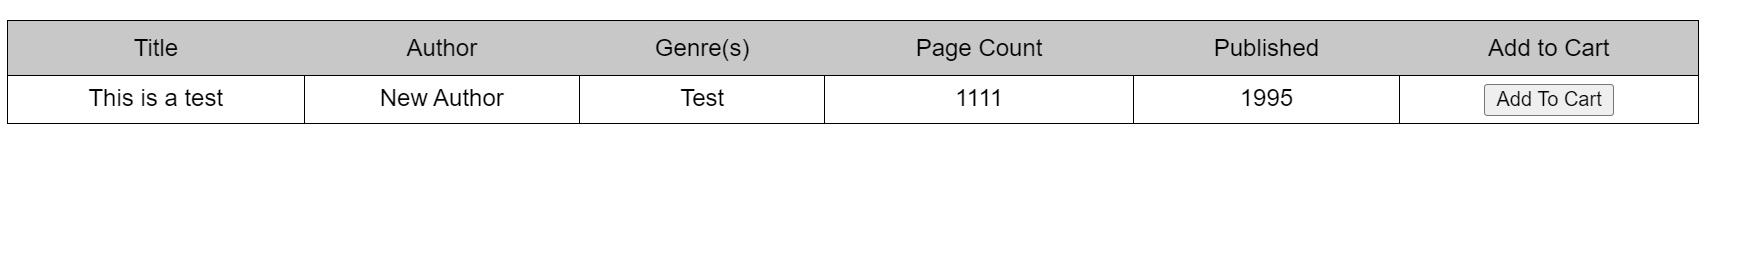 Title Author Genre(s) Page Count Published Add to Cart
This is a test New Author Test 1111 1995 Add To Cart